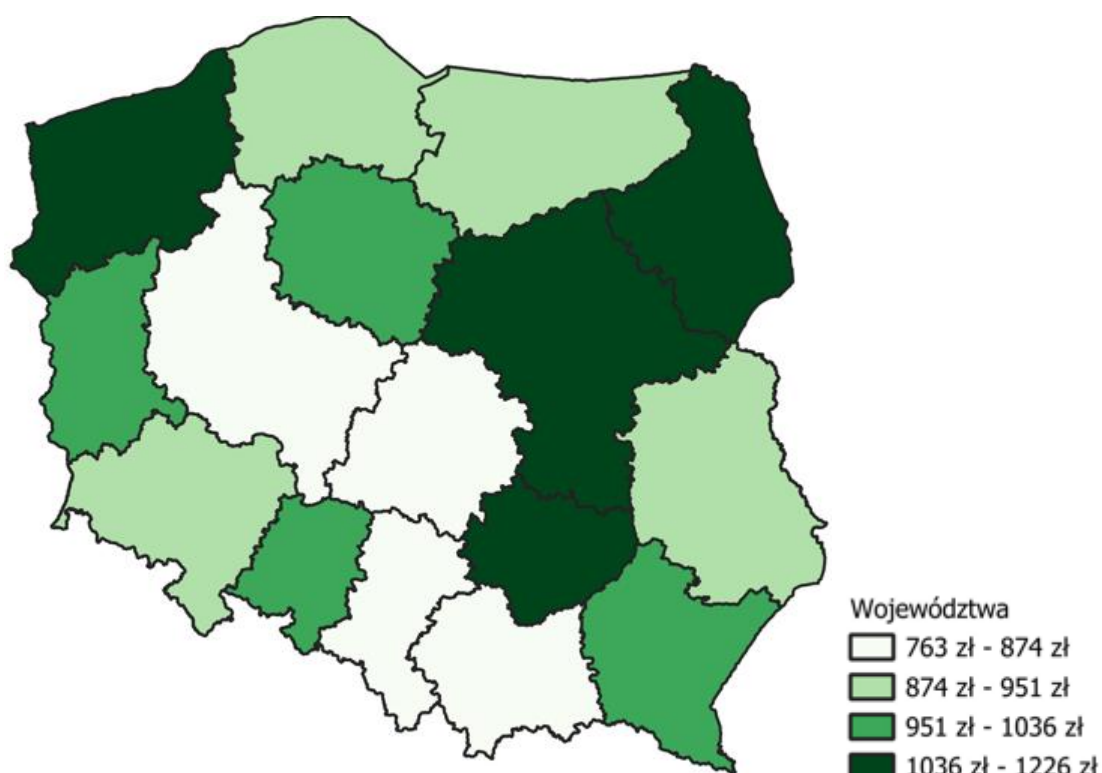 Województwa
763 zł - 874 zł
874 zł - 951 zł
951 zł - 1036 zł
1036 zł - 1226 zł